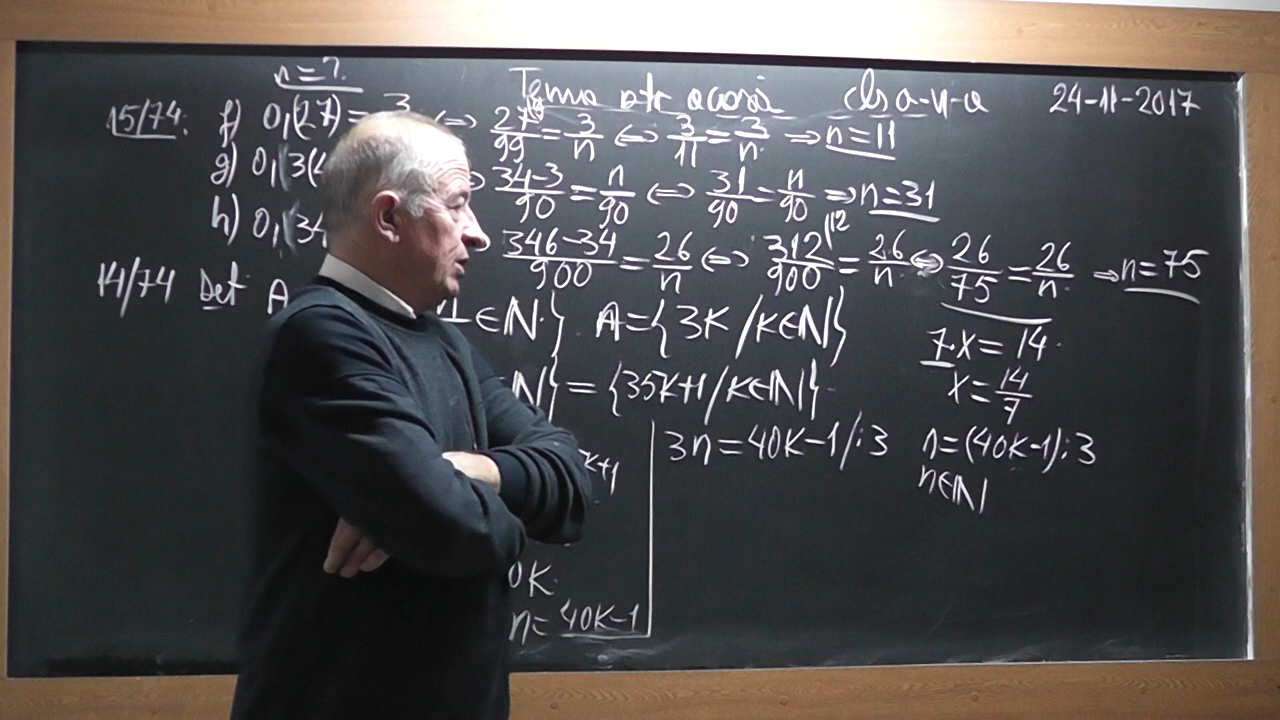 n=?
Tema ptr acasă cls a-V-a 24-11-2017
15/74: f) 0,(27)=3 ⇔ 27/99=3/n ⇔ 3/11=3/n ⇒ n=11
g) 0,3(4 34-3/90=n/90 ⇔ 31/90=n/90 ⇒ n=31
h) 0,(34 346-34/900=26/n ⇔ 312/900=26/n ⇔ 26/75=26/n ⇒ n=75
14/74 Det A ∈ℕ} A={3K/K∈ℕ}
7·x=14
∈ℕ}={35K+1/K∈ℕ}
x=14/7
K+1
3n=40K-1/:3 n=(40K-1):3
n∈ℕ
0K
n=40K-1